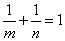 1/m + 1/n = 1